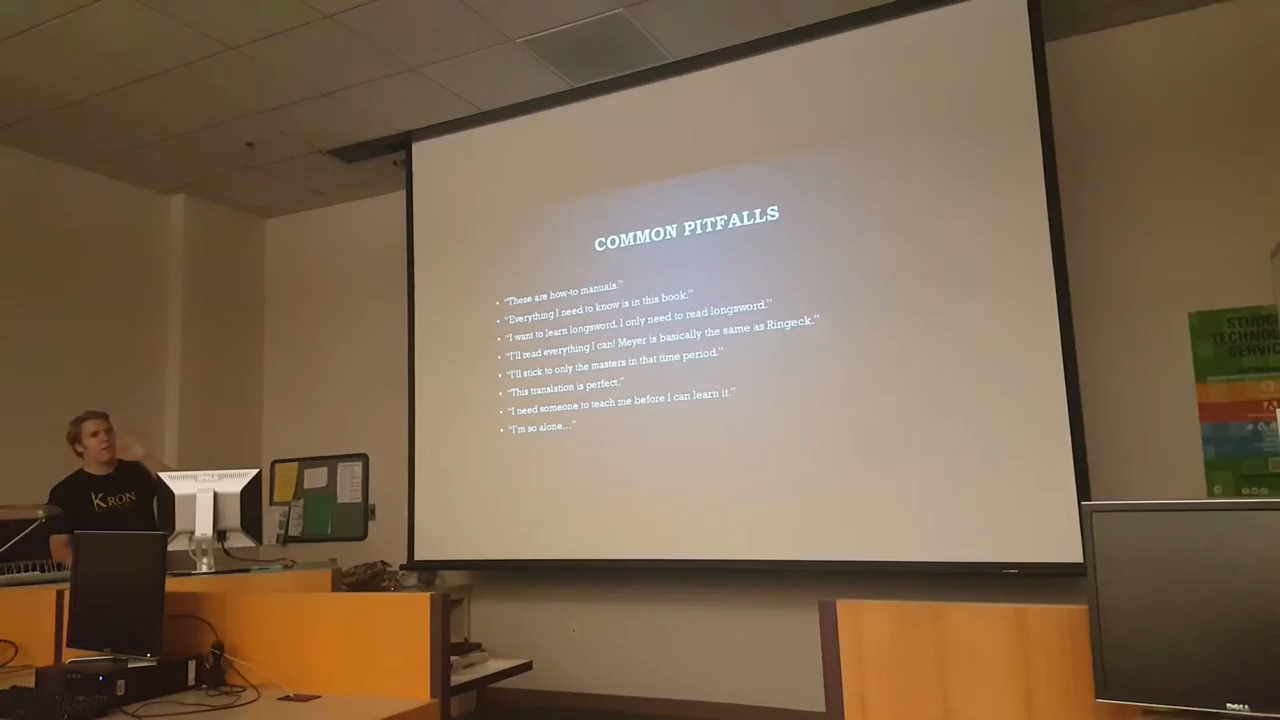 COMMON PITFALLS
• "These are how-to manuals."
• "Everything I need to know is in this book."
• "I want to learn longsword. I only need to read longsword."
• "I'll read everything I can! Meyer is basically the same as Ringeck."
• "I'll stick to only the masters in that time period."
• "This translation is perfect."
• "I need someone to teach me before I can learn it."
• "I'm so alone..."
KRON
STUDE
TECHNO
SERVIC
DELL